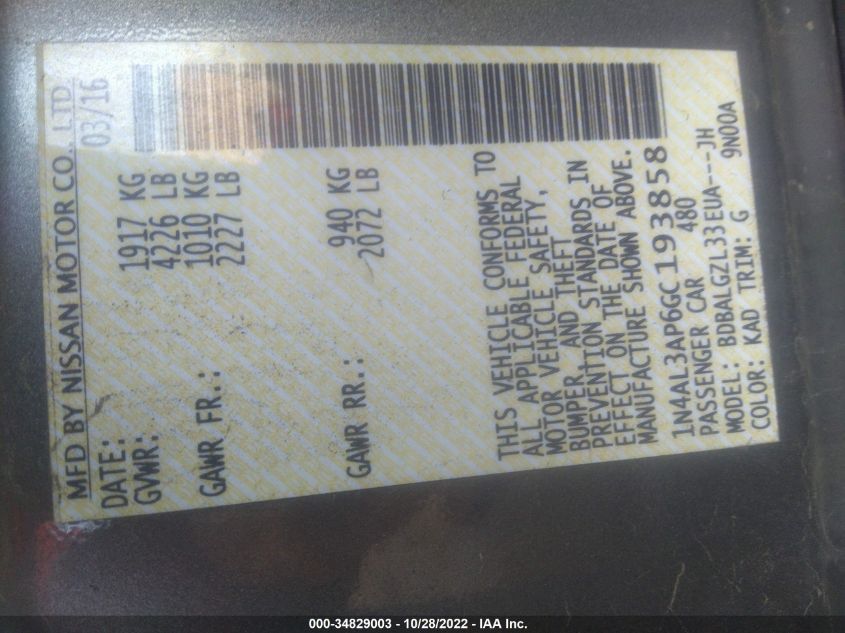 MFD BY NISSAN MOTOR CO., LTD
DATE: 03/16
GVWR: 1917 KG
4226 LB
GAWR FR.: 1010 KG
2227 LB
GAWR RR.: 940 KG
2072 LB
THIS VEHICLE CONFORMS TO
ALL APPLICABLE FEDERAL
MOTOR VEHICLE SAFETY,
BUMPER AND THEFT
PREVENTION STANDARDS IN
EFFECT ON THE DATE OF
MANUFACTURE SHOWN ABOVE.
1N4AL3AP6GC193858
PASSENGER CAR 480
MODEL: BDBALGZL33EUA---JH
COLOR: KAD TRIM: G 9N00A
000-34829003 - 10/28/2022 - IAA Inc.